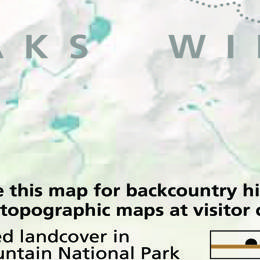 AKS WI
e this map for backcountry hi
topographic maps at visitor c
ed landcover in
untain National Park